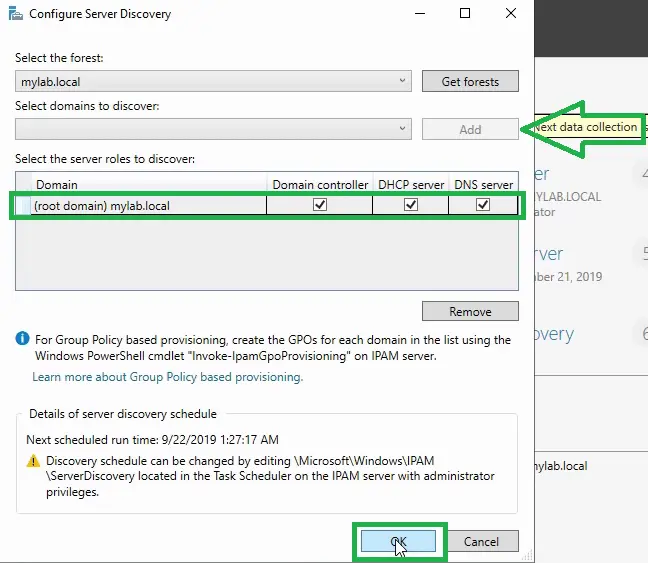 Configure Server Discovery
Select the forest:
mylab.local
Get forests
Select domains to discover:
Add
Next data collection
Select the server roles to discover:
Domain
Domain controller
DHCP server
DNS server
(root domain) mylab.local
Remove
For Group Policy based provisioning, create the GPOs for each domain in the list using the
Windows PowerShell cmdlet "Invoke-IpamGpoProvisioning" on IPAM server.
Learn more about Group Policy based provisioning.
Details of server discovery schedule
Next scheduled run time: 9/22/2019 1:27:17 AM
Discovery schedule can be changed by editing \Microsoft\Windows\IPAM
\ServerDiscovery located in the Task Scheduler on the IPAM server with administrator
privileges.
OK
Cancel
er
4
MYLAB.LOCAL
ator
rver
5
ber 21, 2019
overy
6
mylab.local